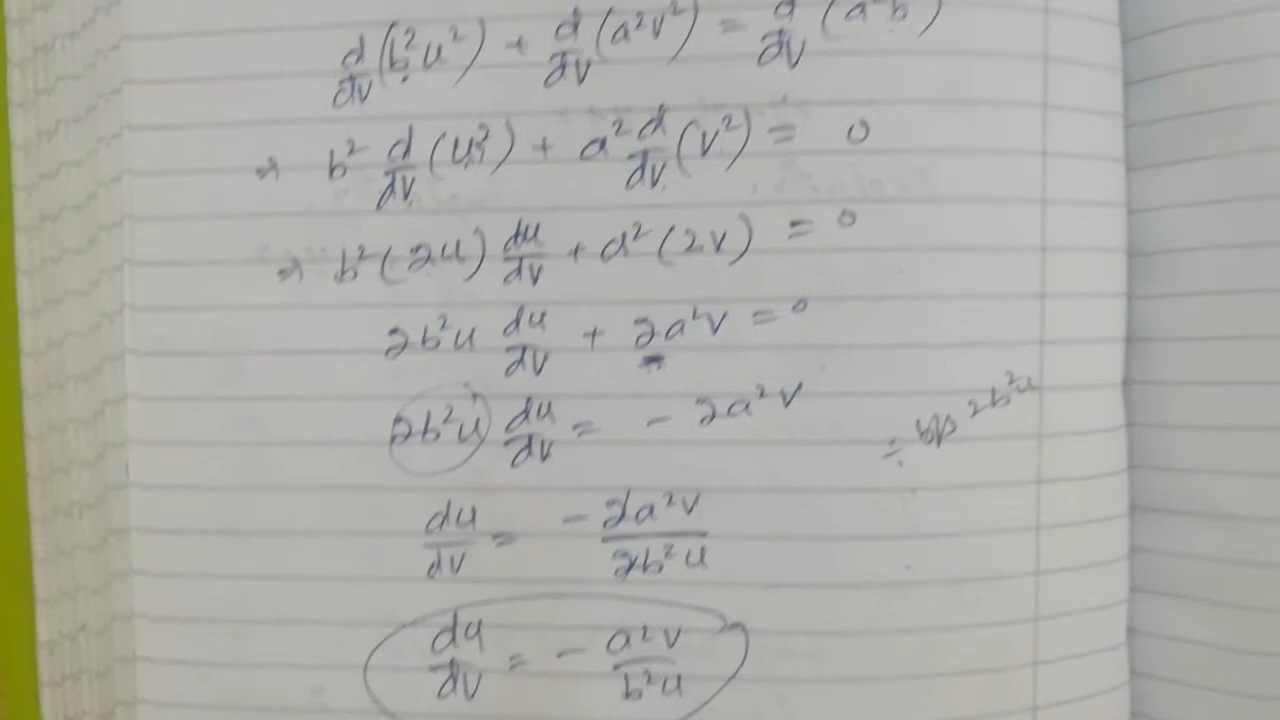 d/dv (b²u²) + d/dv (a²v²) = d/dv (a²b
⇒ b² d/dv (u²) + a² d/dv (v²) = 0
⇒ b² (2u) du/dv + a² (2v) = 0
2b²u du/dv + 2a²v = 0
2b²u du/dv = - 2a²v ÷ b/s 2b²u
du/dv = - 2a²v / 2b²u
du/dv = - a²v / b²u